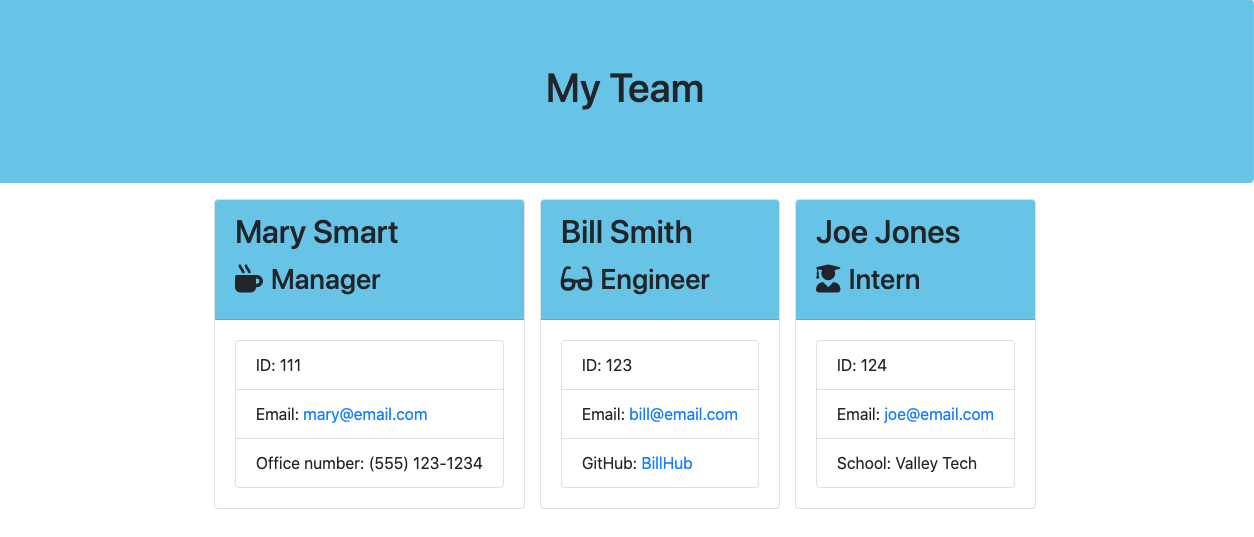 My Team
Mary Smart
Manager
ID: 111
Email: mary@email.com
Office number: (555) 123-1234
Bill Smith
Engineer
ID: 123
Email: bill@email.com
GitHub: BillHub
Joe Jones
Intern
ID: 124
Email: joe@email.com
School: Valley Tech